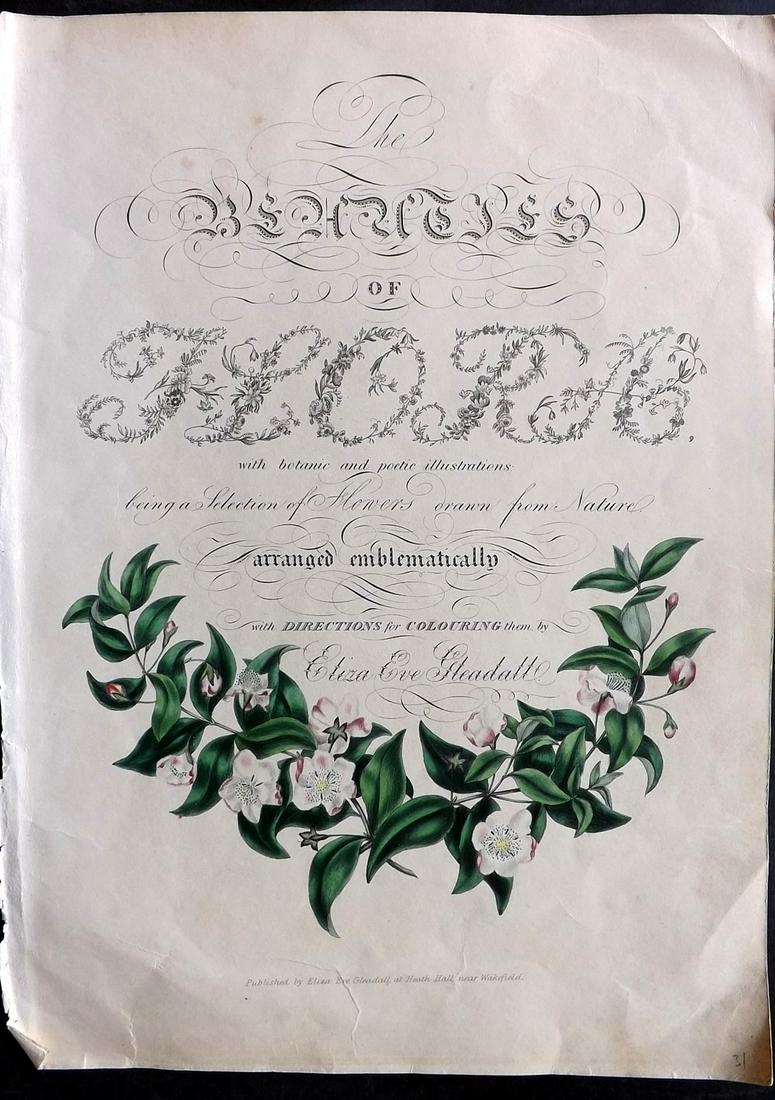 The
BEAUTIES
OF
FLORA,
with botanic and poetic illustrations:
being a Selection of Flowers drawn from Nature
arranged emblematically
with DIRECTIONS for COLOURING them, by
Eliza Eve Gleadall
Published by Eliza Eve Gleadall, at Heath Hall, near Wakefield.
31